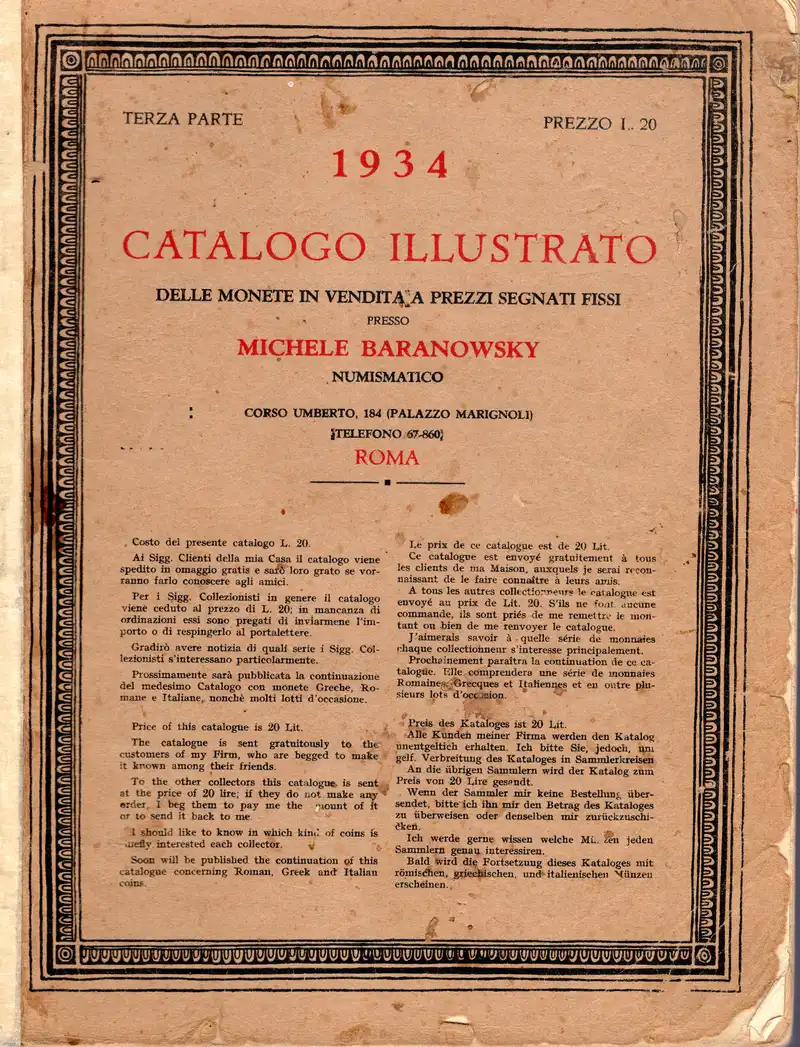 TERZA PARTE
PREZZO L. 20
1934
CATALOGO ILLUSTRATO
DELLE MONETE IN VENDITA A PREZZI SEGNATI FISSI
PRESSO
MICHELE BARANOWSKY
NUMISMATICO
CORSO UMBERTO, 184 (PALAZZO MARIGNOLI)
TELEFONO 67-860
ROMA
Costo del presente catalogo L. 20.
Ai Sigg. Clienti della mia Casa il catalogo viene
spedito in omaggio gratis e sarò loro grato se vor-
ranno farlo conoscere agli amici.
Per i Sigg. Collezionisti in genere il catalogo
viene ceduto al prezzo di L. 20; in mancanza di
ordinazioni essi sono pregati di inviarmene l'im-
porto o di respingerlo al portalettere.
Gradirò avere notizia di quali serie i Sigg. Col-
lezionisti s'interessano particolarmente.
Prossimamente sarà pubblicata la continuazione
del medesimo Catalogo con monete Greche, Ro-
mane e Italiane, nonchè molti lotti d'occasione.
Le prix de ce catalogue est de 20 Lit.
Ce catalogue est envoyé gratuitement à tous
les clients de ma Maison, auxquels je serai recon-
naissant de le faire connaître à leurs amis.
A tous les autres collectionneurs le catalogue est
envoyé au prix de Lit. 20. S'ils ne font aucune
commande, ils sont priés de me remettre le mon-
tant ou bien de me renvoyer le catalogue.
J'aimerais savoir à quelle série de monnaies
chaque collectionneur s'interesse principalement.
Prochainement paraîtra la continuation de ce ca-
talogue. Elle comprendera une série de monnaies
Romaines, Grecques et Italiennes et en outre plu-
sieurs lots d'occasion.
Price of this catalogue is 20 Lit.
The catalogue is sent gratuitously to the
customers of my Firm, who are begged to make
it known among their friends.
To the other collectors this catalogue is sent
at the price of 20 lire; if they do not make any
order, I beg them to pay me the amount of it
or to send it back to me.
I should like to know in which kind of coins is
chiefly interested each collector.
Soon will be published the continuation of this
catalogue concerning Roman, Greek and Italian
coins.
Preis des Kataloges ist 20 Lit.
Alle Kunden meiner Firma werden den Katalog
unentgeltich erhalten. Ich bitte Sie, jedoch, um
gelf. Verbreitung des Kataloges in Sammlerkreisen
An die übrigen Sammlern wird der Katalog zum
Preis von 20 Lire gesandt.
Wenn der Sammler mir keine Bestellung über-
sendet, bitte ich ihn mir den Betrag des Kataloges
zu überweisen oder denselben mir zurückzuschi-
cken.
Ich werde gerne wissen welche jeden
Sammlern genau interessiren.
Bald wird die Fortsetzung dieses Kataloges mit
römischen, griechischen, und italienischen Münzen
erscheinen.